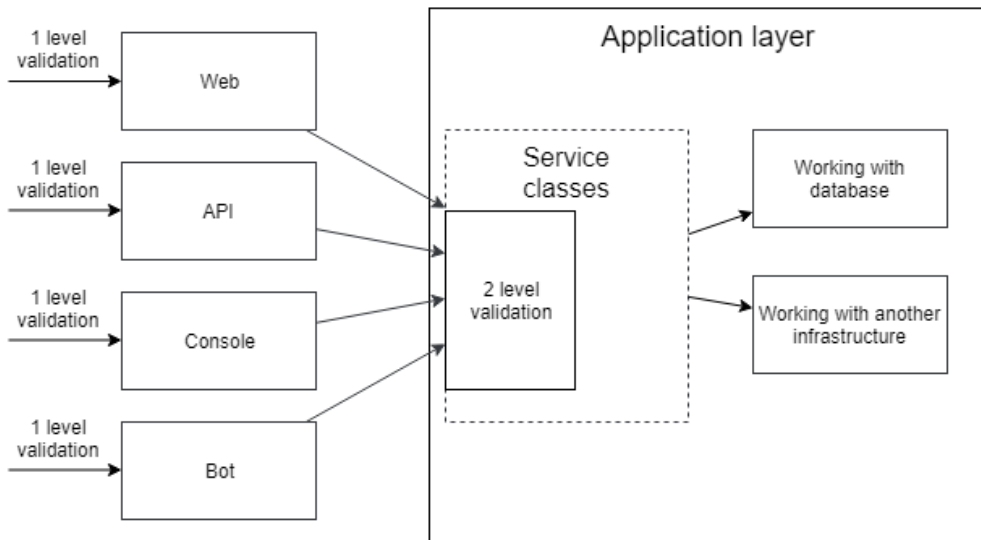 1 level
validation
Web
1 level
validation
API
1 level
validation
Console
1 level
validation
Bot
Application layer
Service
classes
2 level
validation
Working with
database
Working with another
infrastructure